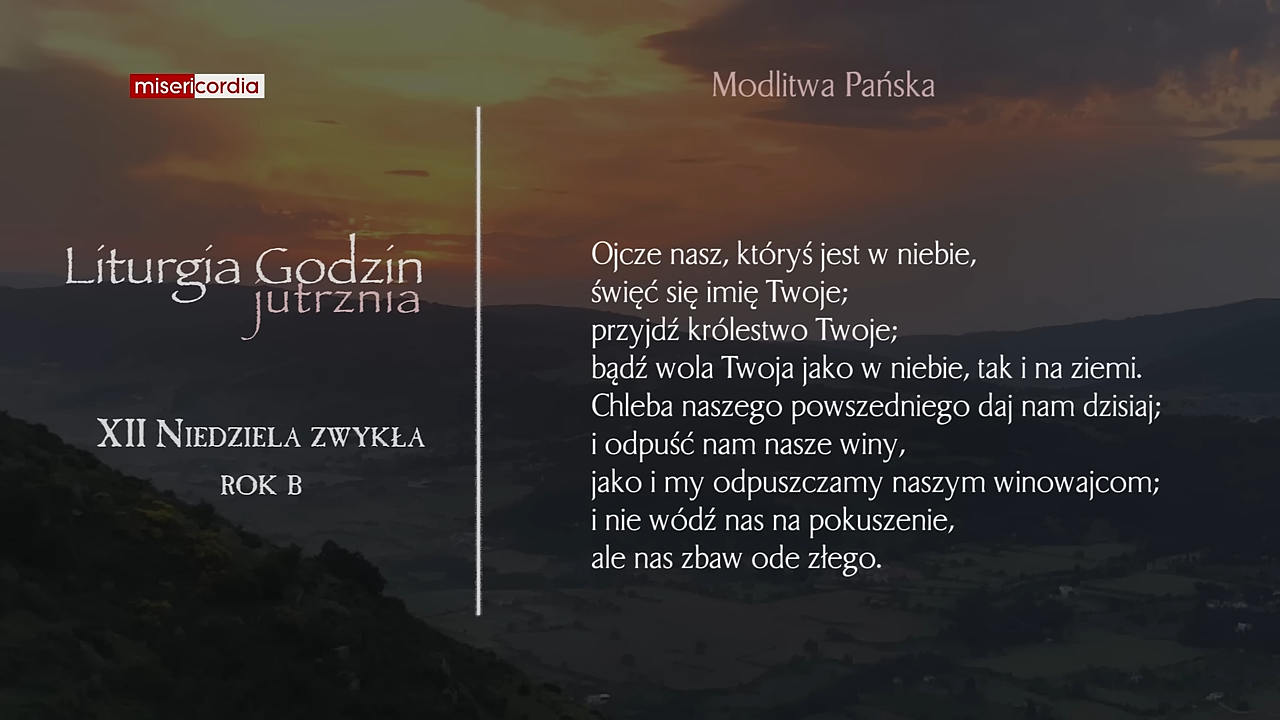 misericordia
Liturgia Godzin
jutrznia
XII Niedziela zwykła
rok B
Modlitwa Pańska
Ojcze nasz, któryś jest w niebie,
święć się imię Twoje;
przyjdź królestwo Twoje;
bądź wola Twoja jako w niebie, tak i na ziemi.
Chleba naszego powszedniego daj nam dzisiaj;
i odpuść nam nasze winy,
jako i my odpuszczamy naszym winowajcom;
i nie wódź nas na pokuszenie,
ale nas zbaw ode złego.